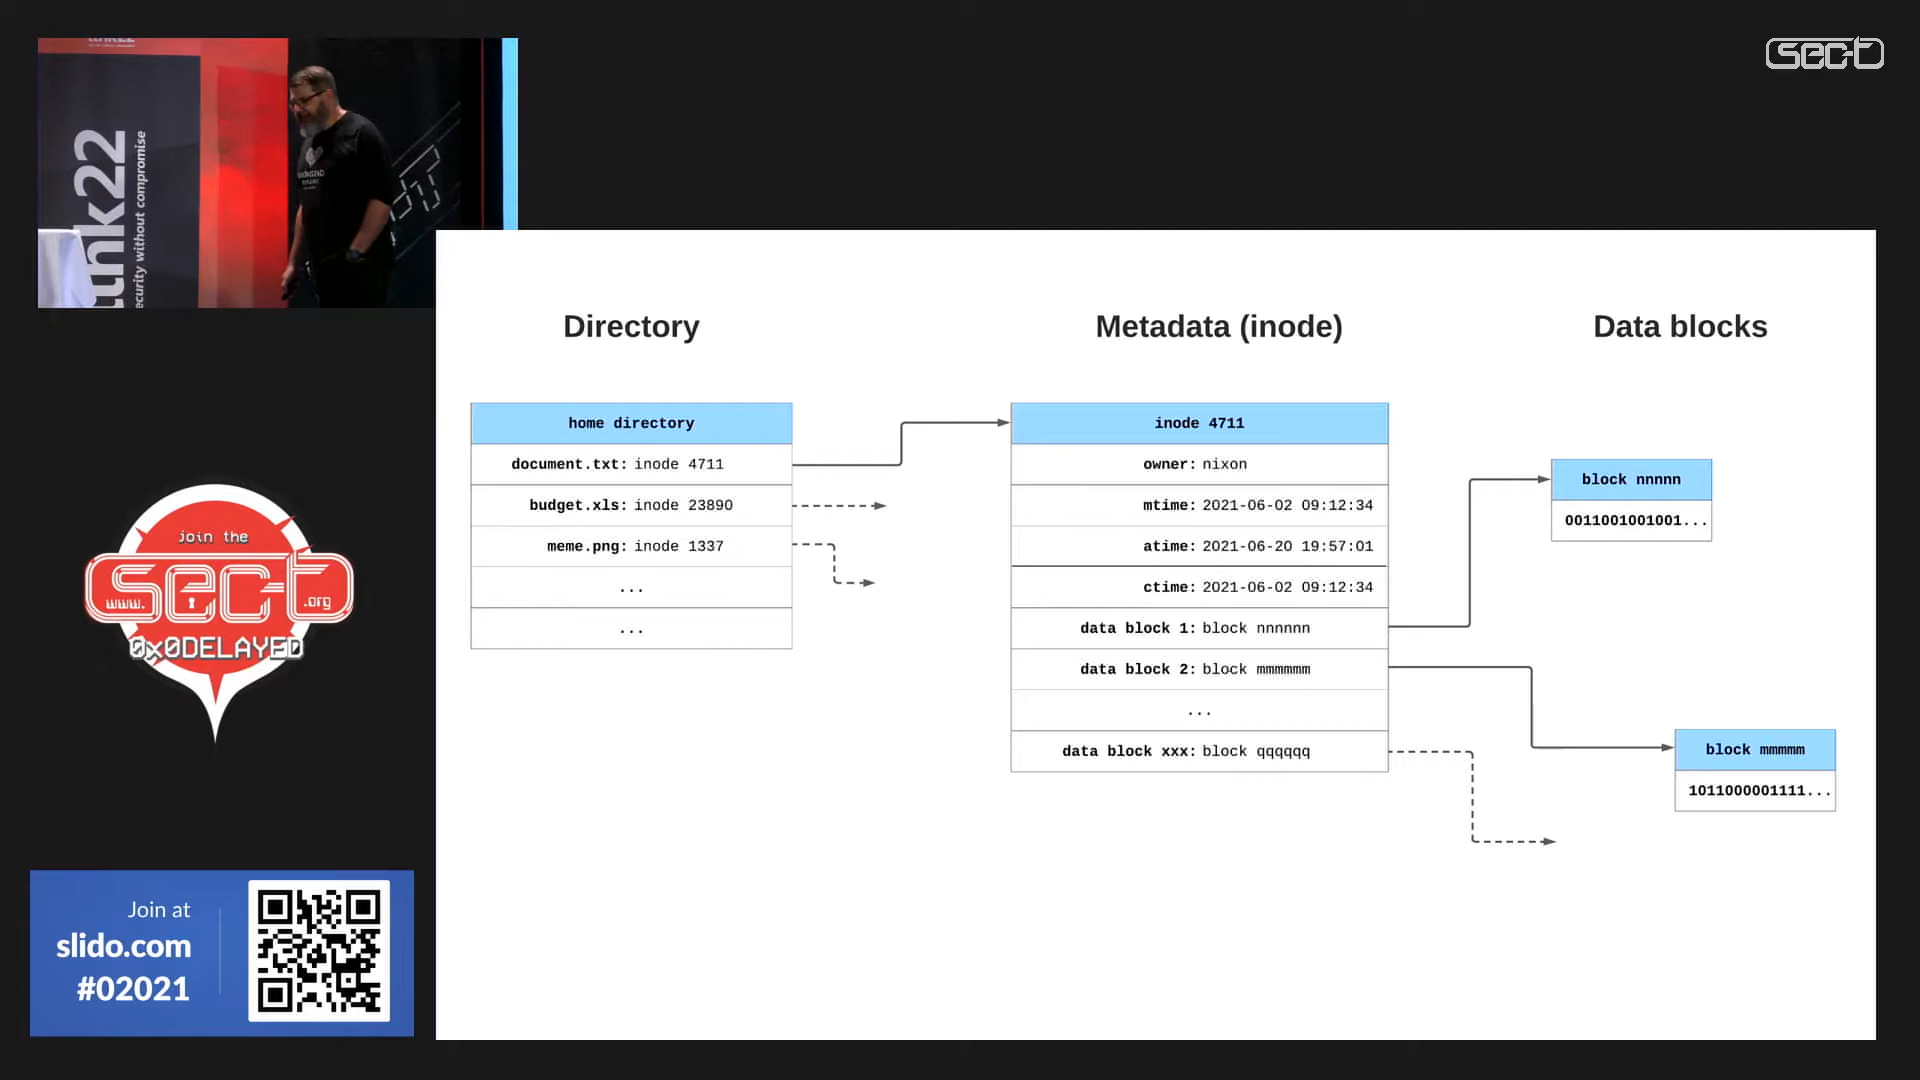 sec-t
think22
security without compromise
Directory
Metadata (inode)
Data blocks
home directory
document.txt: inode 4711
budget.xls: inode 23890
meme.png: inode 1337
...
...
inode 4711
owner: nixon
mtime: 2021-06-02 09:12:34
atime: 2021-06-20 19:57:01
ctime: 2021-06-02 09:12:34
data block 1: block nnnnnn
data block 2: block mmmmmm
...
data block xxx: block qqqqqq
block nnnnn
0011001001001...
block mmmmm
1011000001111...
join the
www.
sec-t
.org
0x0DELAYED
Join at
slido.com
#02021